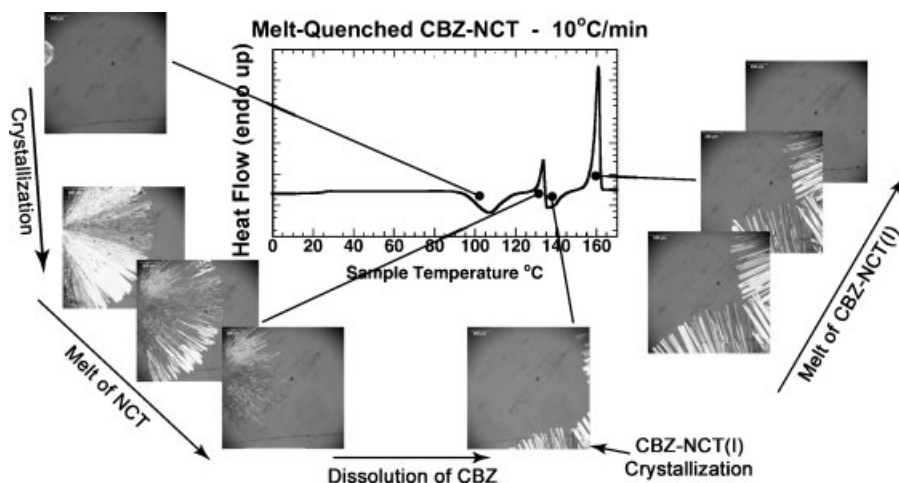 Melt-Quenched CBZ-NCT - 10°C/min
Heat Flow (endo up)
0 20 40 60 80 100 120 140 160
Sample Temperature °C
Crystallization
Melt of NCT
Dissolution of CBZ
CBZ-NCT(I)
Crystallization
Melt of CBZ-NCT(I)